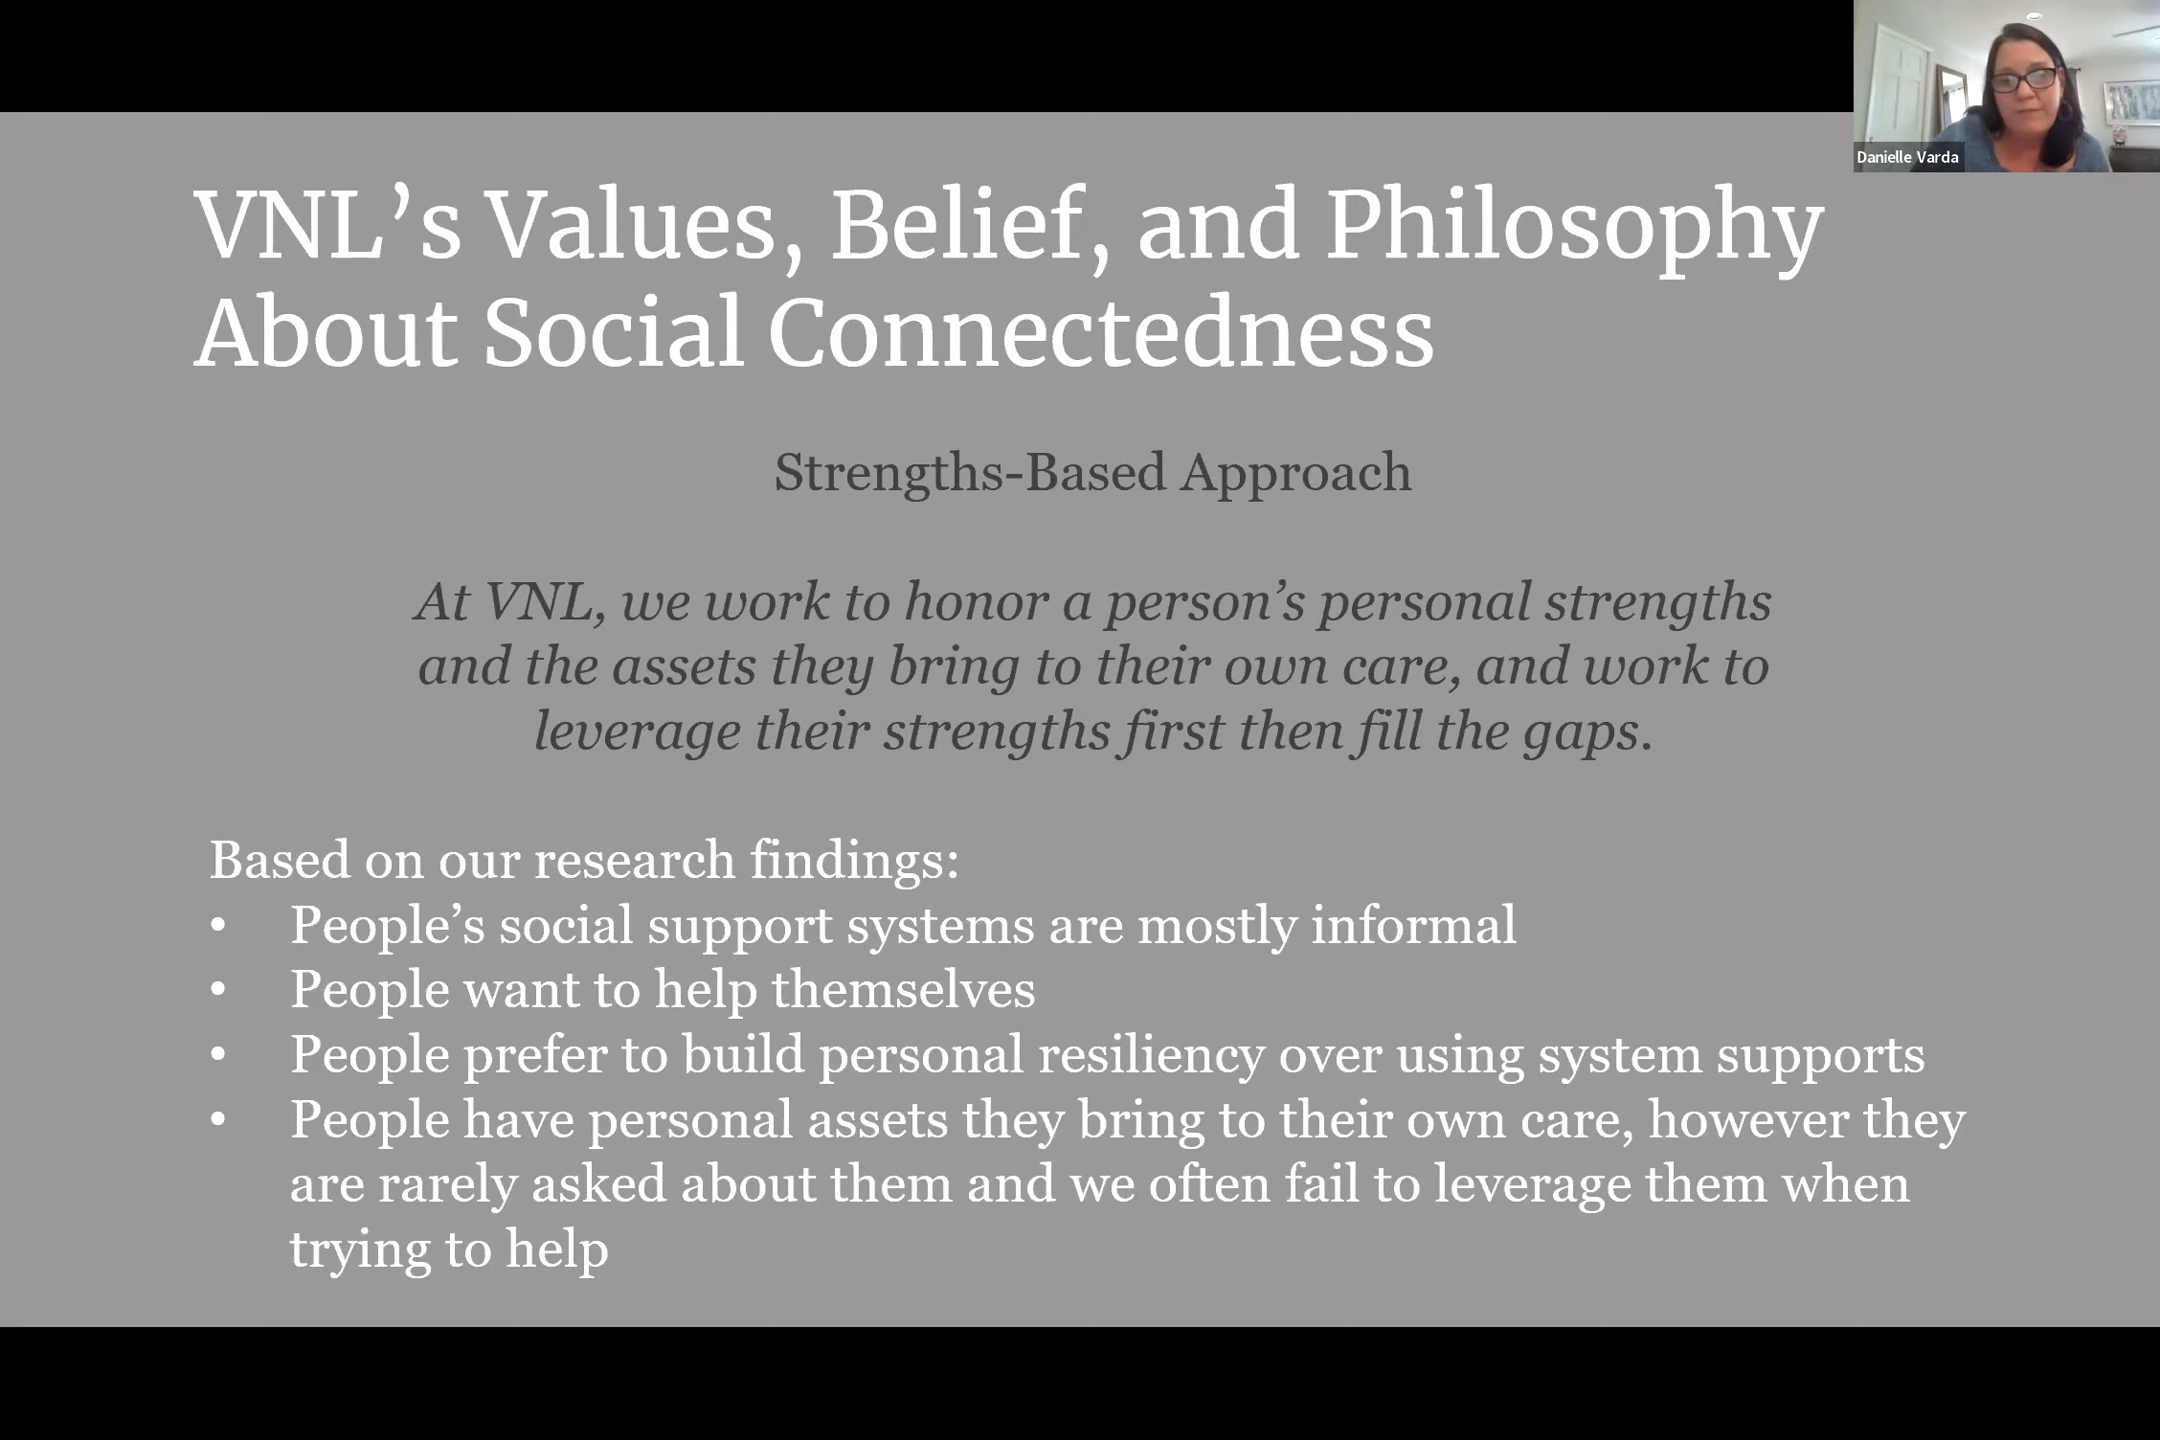 Danielle Varda
VNL’s Values, Belief, and Philosophy
About Social Connectedness
Strengths-Based Approach
At VNL, we work to honor a person’s personal strengths
and the assets they bring to their own care, and work to
leverage their strengths first then fill the gaps.
Based on our research findings:
• People’s social support systems are mostly informal
• People want to help themselves
• People prefer to build personal resiliency over using system supports
• People have personal assets they bring to their own care, however they
are rarely asked about them and we often fail to leverage them when
trying to help